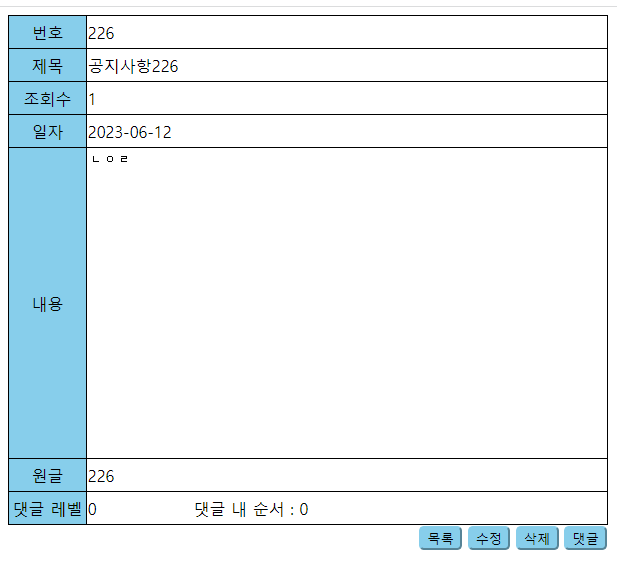 번호 226
제목 공지사항226
조회수 1
일자 2023-06-12
내용 ㄴㅇㄹ
원글 226
댓글 레벨 0 댓글 내 순서 : 0
목록 수정 삭제 댓글